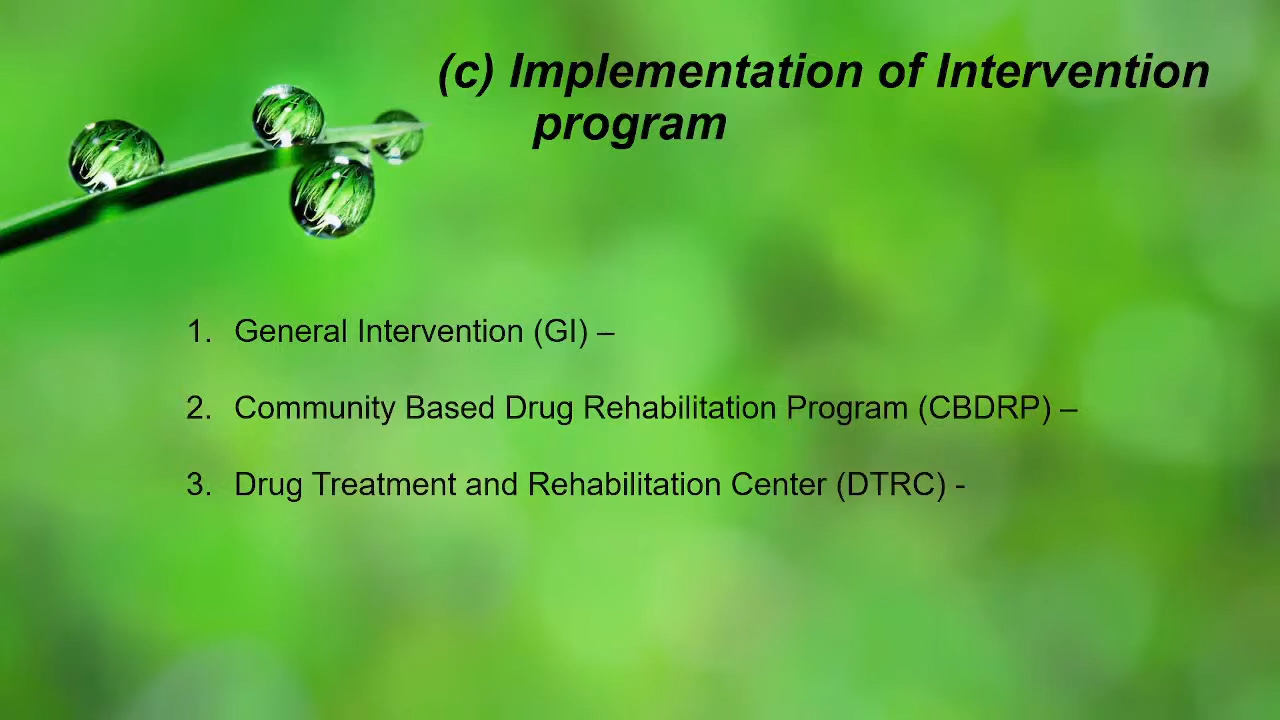 (c) Implementation of Intervention
program
1. General Intervention (GI) –
2. Community Based Drug Rehabilitation Program (CBDRP) –
3. Drug Treatment and Rehabilitation Center (DTRC) -